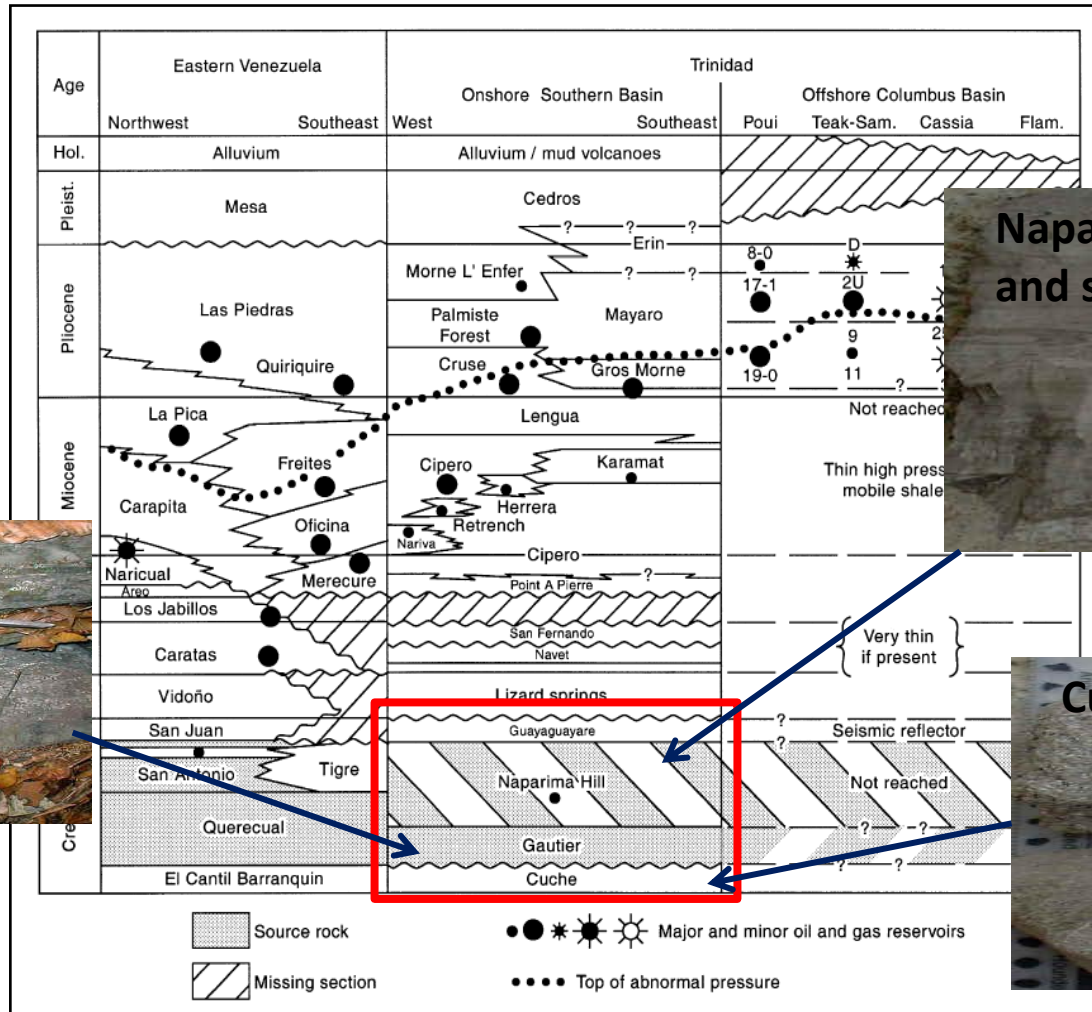 Eastern Venezuela
Trinidad
Age
Onshore Southern Basin
Offshore Columbus Basin
Northwest
Southeast
West
Southeast
Poui
Teak-Sam.
Cassia
Flam.
Hol.
Alluvium
Alluvium / mud volcanoes
Pleist.
Mesa
Cedros
? ? ?
Erin
D
8-0
Morne L' Enfer
? ?
17-1
2U
Pliocene
Las Piedras
Palmiste
Forest
Mayaro
Quiriquire
Cruse
Gros Morne
9
19-0
11
?
La Pica
Lengua
Not reached
Miocene
Freites
Cipero
Karamat
Thin high press
mobile shale
Carapita
Herrera
Retrench
Oficina
Nariva
Naricual
Cipero
Areo
Merecure
?
Point A Pierre
Los Jabillos
San Fernando
Very thin
if present
Caratas
Navet
Vidoño
Lizard springs
San Juan
Guayaguayare
?
Seismic reflector
?
San Antonio
Tigre
Naparima Hill
Not reached
Cre
Querecual
Gautier
? ?
? ?
El Cantil Barranquin
Cuche
Source rock
Major and minor oil and gas reservoirs
Missing section
Top of abnormal pressure
Napa
and s
Cu